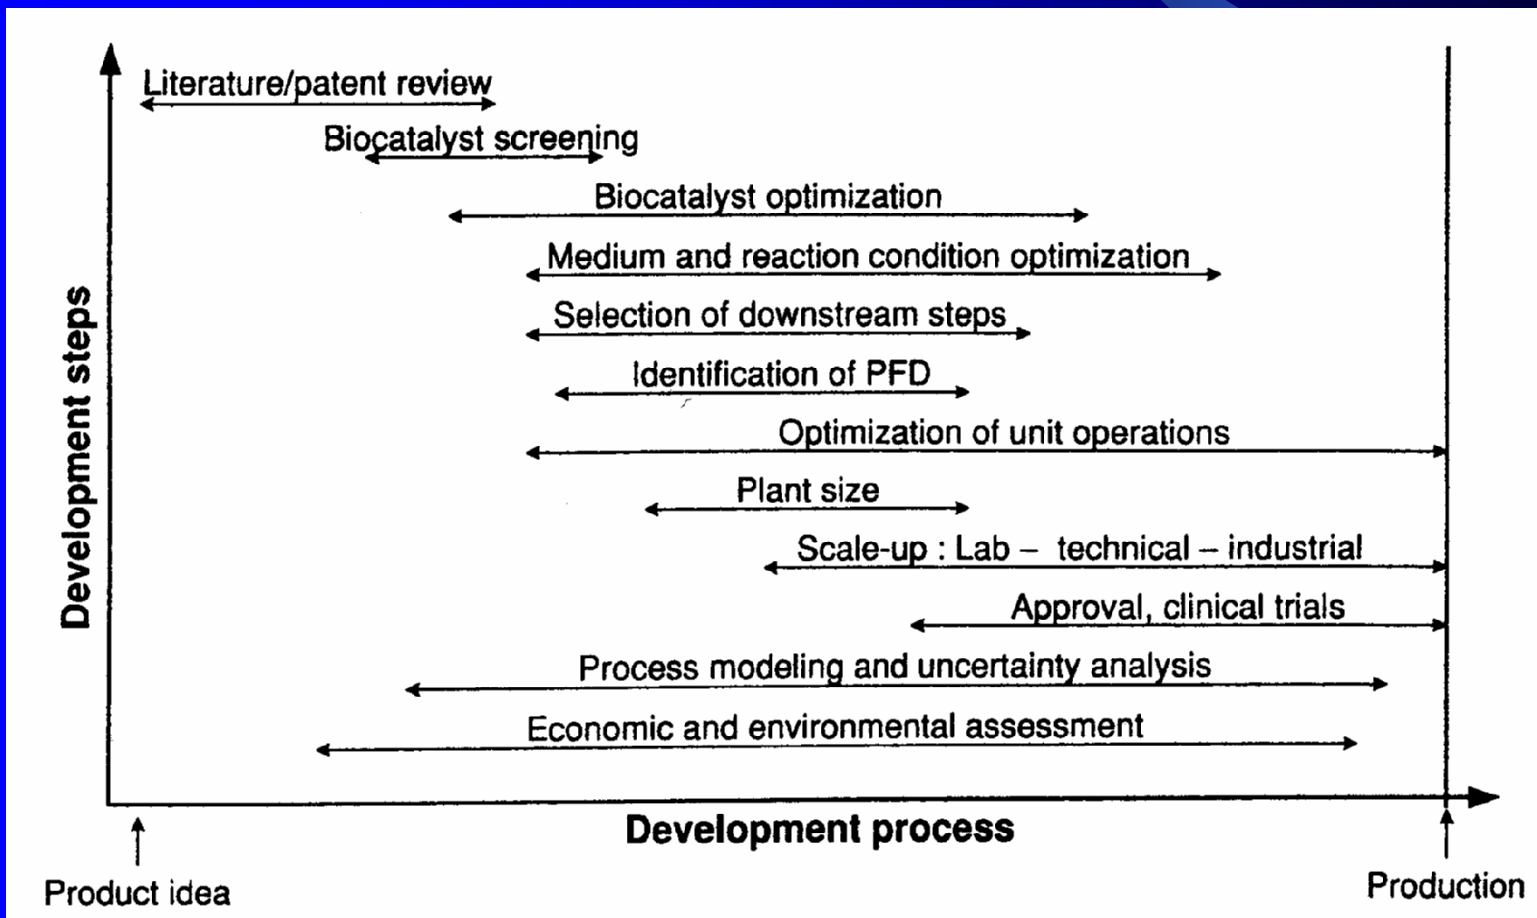 Literature/patent review
Biocatalyst screening
Biocatalyst optimization
Medium and reaction condition optimization
Selection of downstream steps
Identification of PFD
Optimization of unit operations
Plant size
Scale-up : Lab – technical – industrial
Approval, clinical trials
Process modeling and uncertainty analysis
Economic and environmental assessment
Development steps
Development process
Product idea
Production